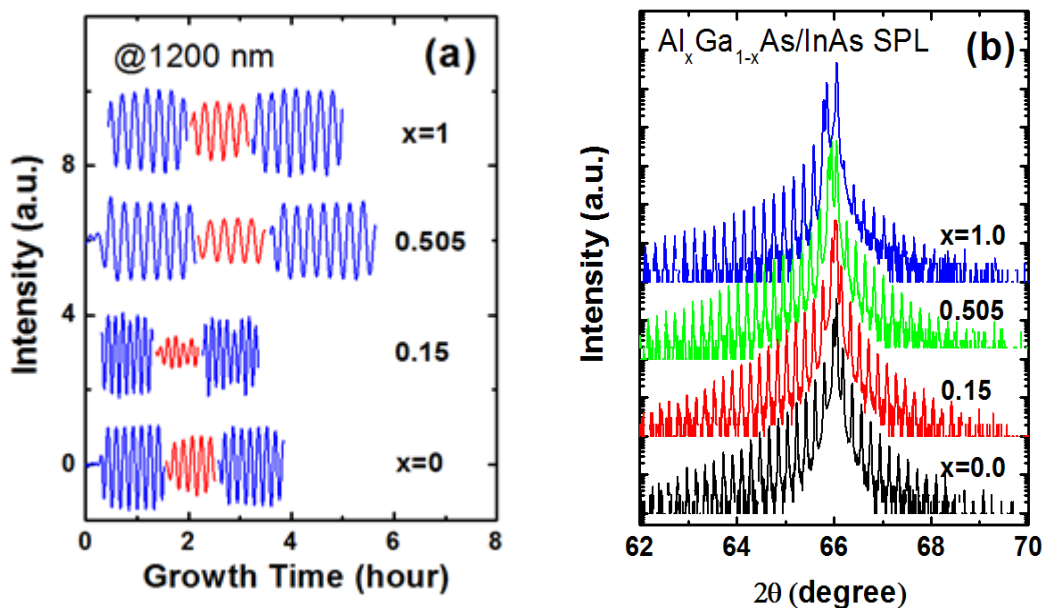 (a)
@1200 nm
x=1
0.505
0.15
x=0
8
4
0
Intensity (a.u.)
0 2 4 6 8
Growth Time (hour)
(b)
AlₓGa₁₋ₓAs/InAs SPL
x=1.0
0.505
0.15
x=0.0
Intensity (a.u.)
62 64 66 68 70
2θ (degree)